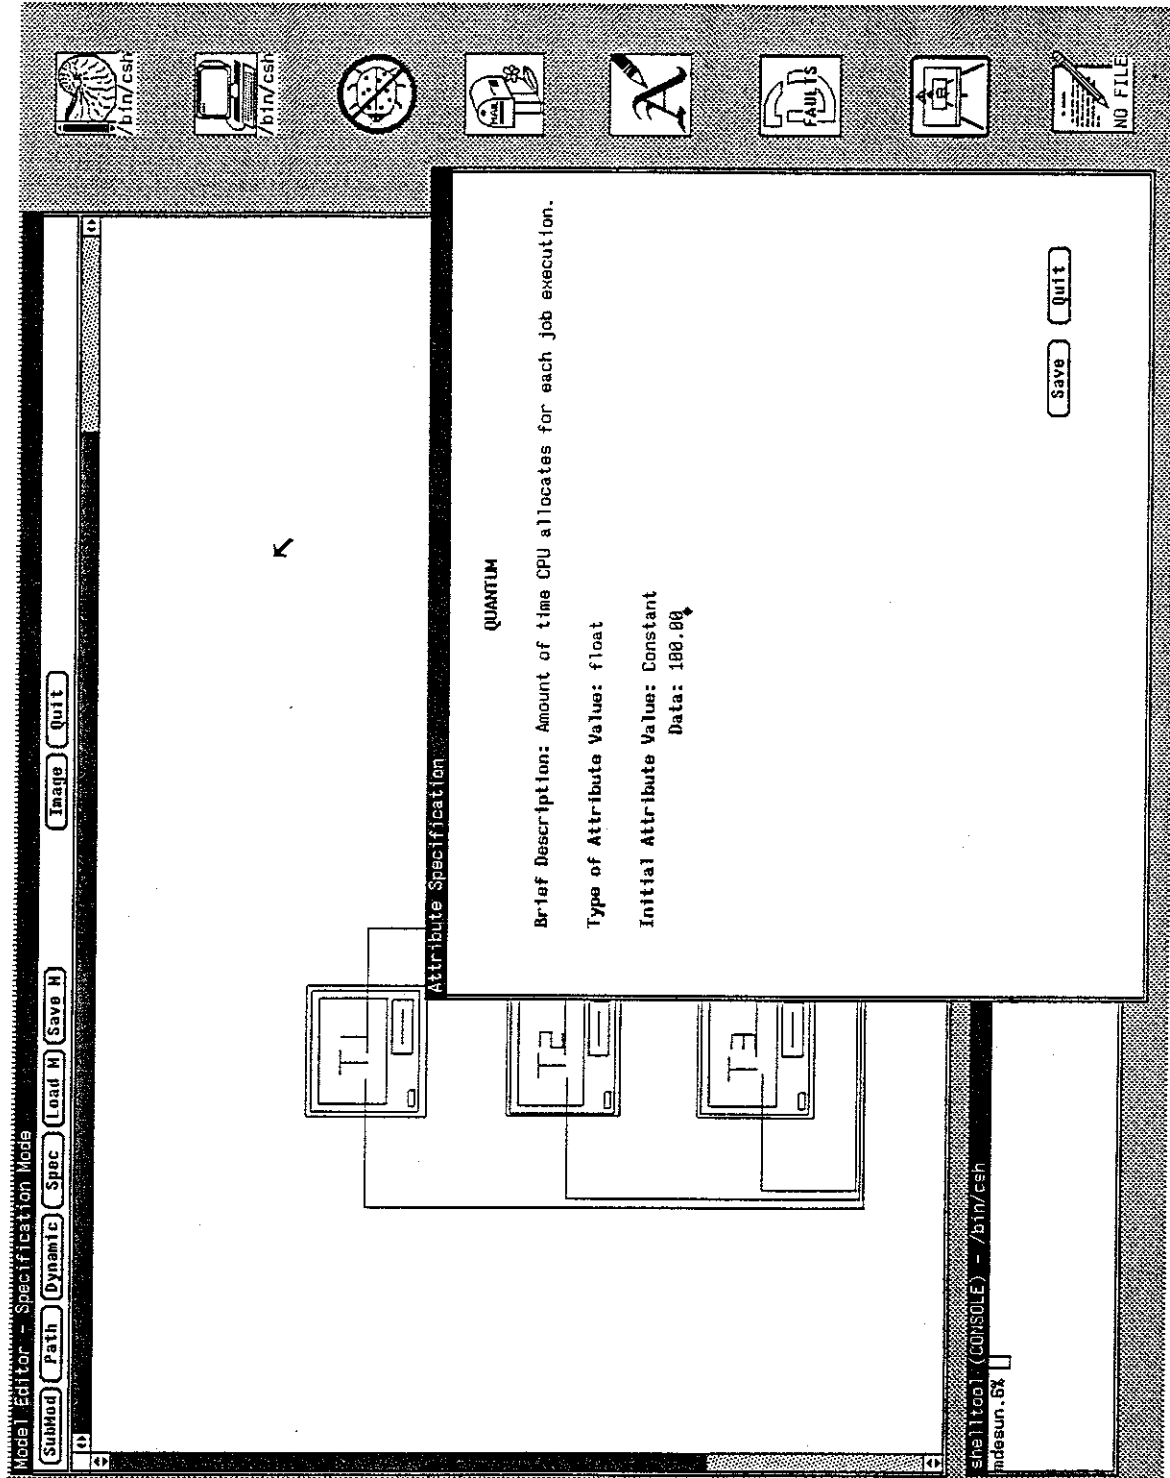 Model Editor - Specification Mode
SubMod Path Dynamic Spec Load M Save M Image Quit
T1
T2
T3
Attribute Specification
QUANTUM
Brief Description: Amount of time CPU allocates for each job execution.
Type of Attribute Value: float
Initial Attribute Value: Constant
Data: 100.00
Save Quit
shelltool (CONSOLE) - /bin/csh
mdesun.6%
/bin/csh
/bin/csh
MAIL
A
FAULTS
NO FILE